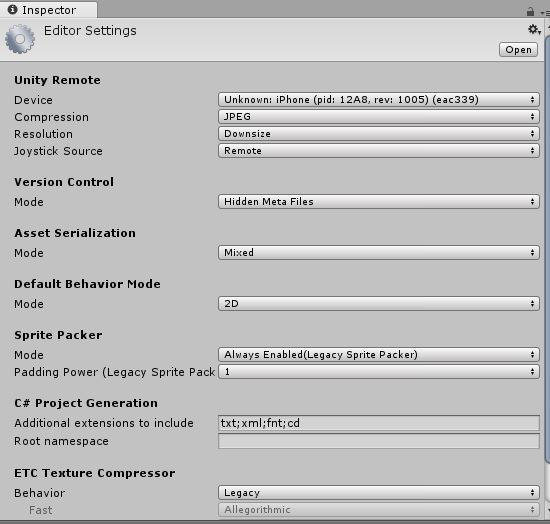 Inspector
Editor Settings
Open
Unity Remote
Device Unknown: iPhone (pid: 12A8, rev: 1005) (eac339)
Compression JPEG
Resolution Downsize
Joystick Source Remote
Version Control
Mode Hidden Meta Files
Asset Serialization
Mode Mixed
Default Behavior Mode
Mode 2D
Sprite Packer
Mode Always Enabled(Legacy Sprite Packer)
Padding Power (Legacy Sprite Pack 1
C# Project Generation
Additional extensions to include txt;xml;fnt;cd
Root namespace
ETC Texture Compressor
Behavior Legacy
Fast Allegorithmic